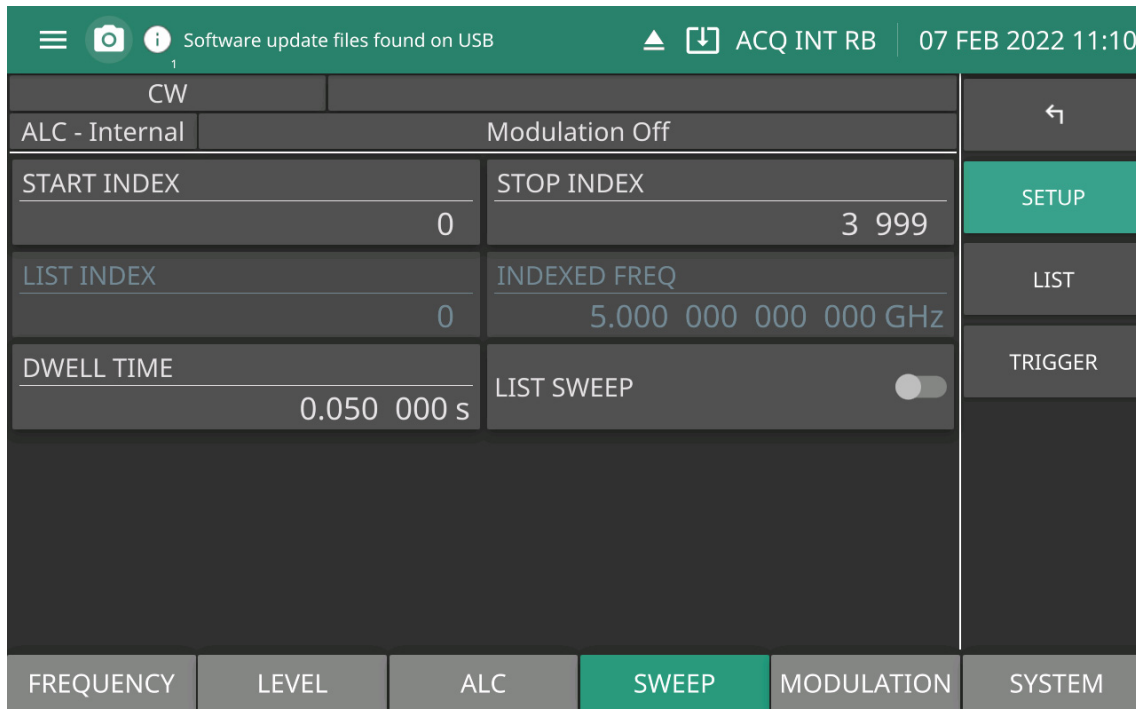 Software update files found on USB
1
ACQ INT RB
07 FEB 2022 11:10
CW
ALC - Internal
Modulation Off
START INDEX
0
STOP INDEX
3 999
LIST INDEX
0
INDEXED FREQ
5.000 000 000 000 GHz
DWELL TIME
0.050 000 s
LIST SWEEP
SETUP
LIST
TRIGGER
FREQUENCY
LEVEL
ALC
SWEEP
MODULATION
SYSTEM